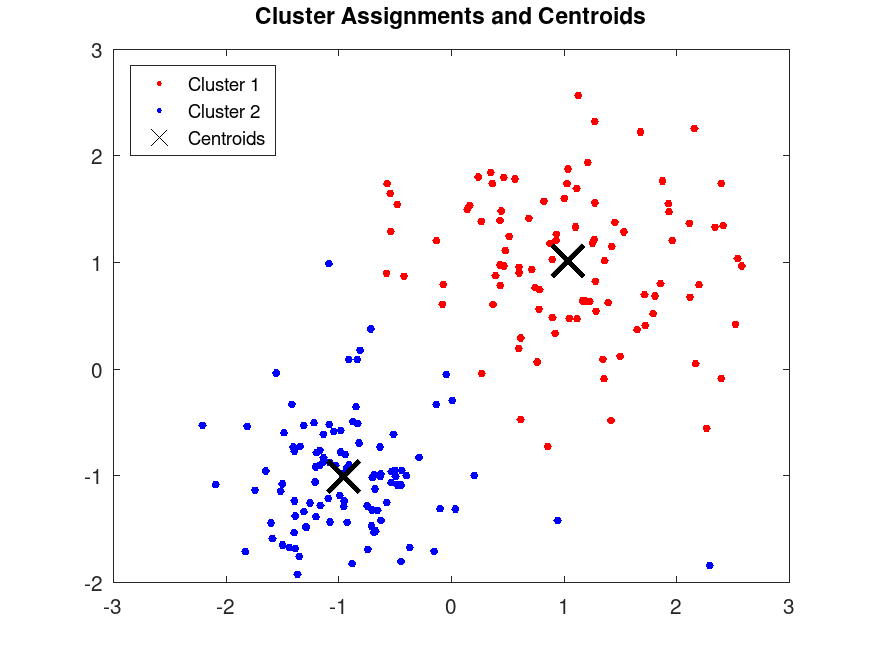 Cluster Assignments and Centroids
3
Cluster 1
Cluster 2
Centroids
2
1
0
-1
-2
-3 -2 -1 0 1 2 3